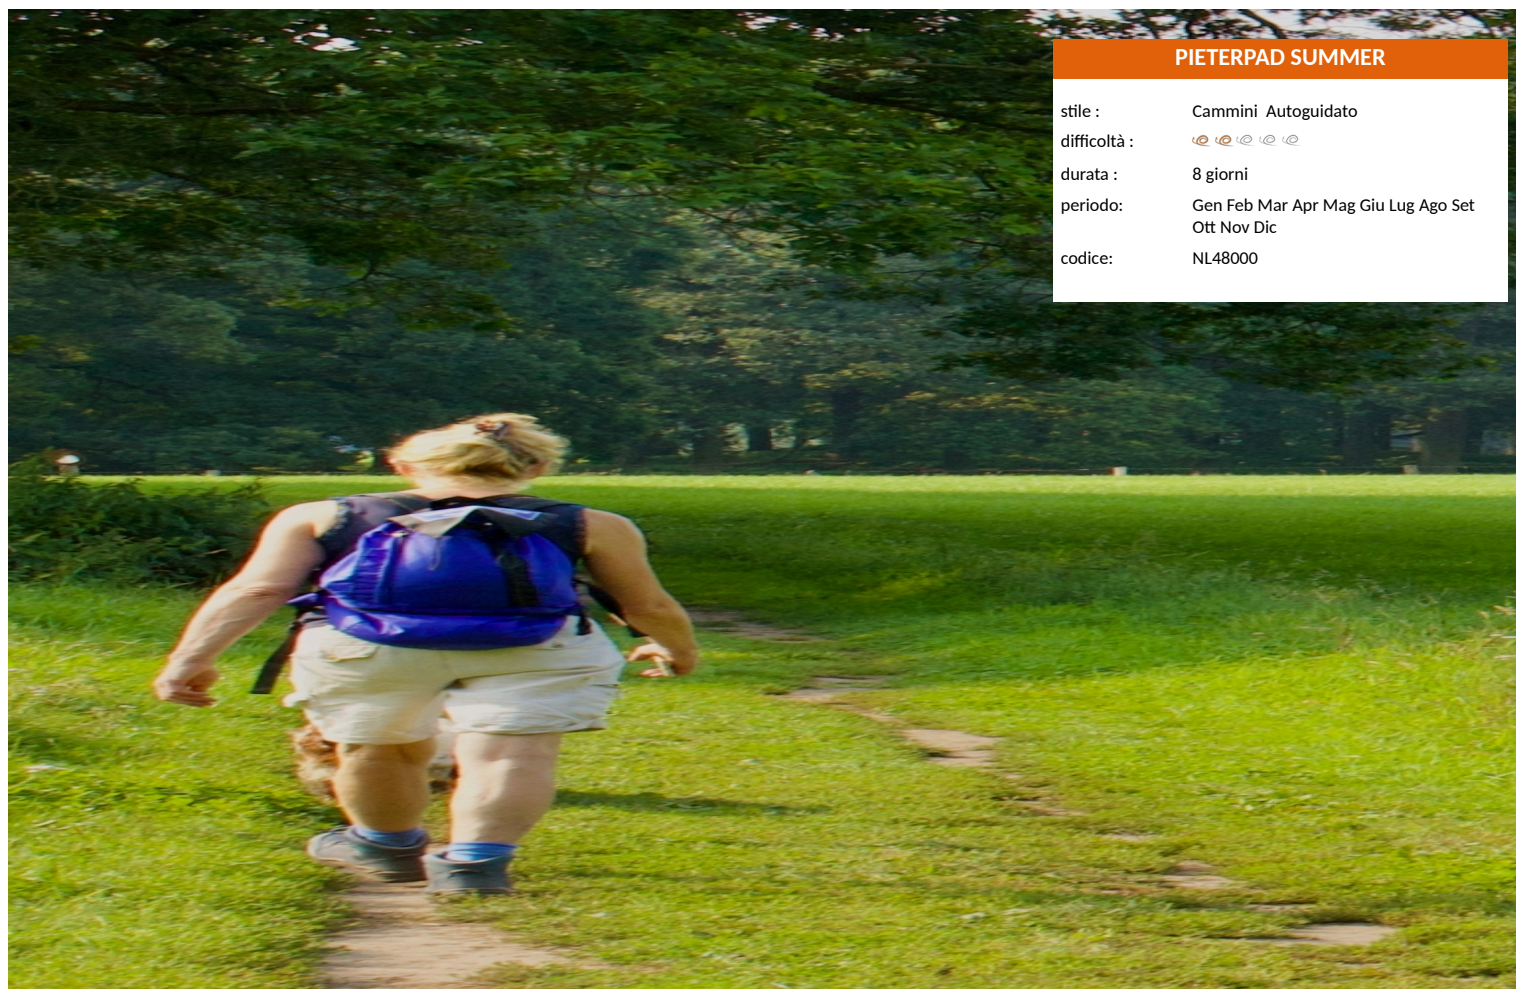 PIETERPAD SUMMER
stile : Cammini Autoguidato
difficoltà :
durata : 8 giorni
periodo: Gen Feb Mar Apr Mag Giu Lug Ago Set
Ott Nov Dic
codice: NL48000